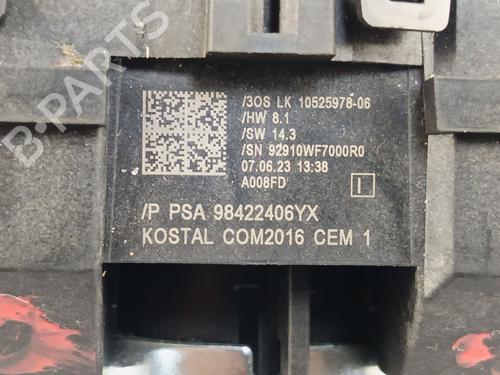 B-PARTS
/3OS LK 10525978-06
/HW 8.1
/SW 14.3
/SN 92910WF7000R0
07.06.23 13:38
A008FD
I
/P PSA 98422406YX
KOSTAL COM2016 CEM 1